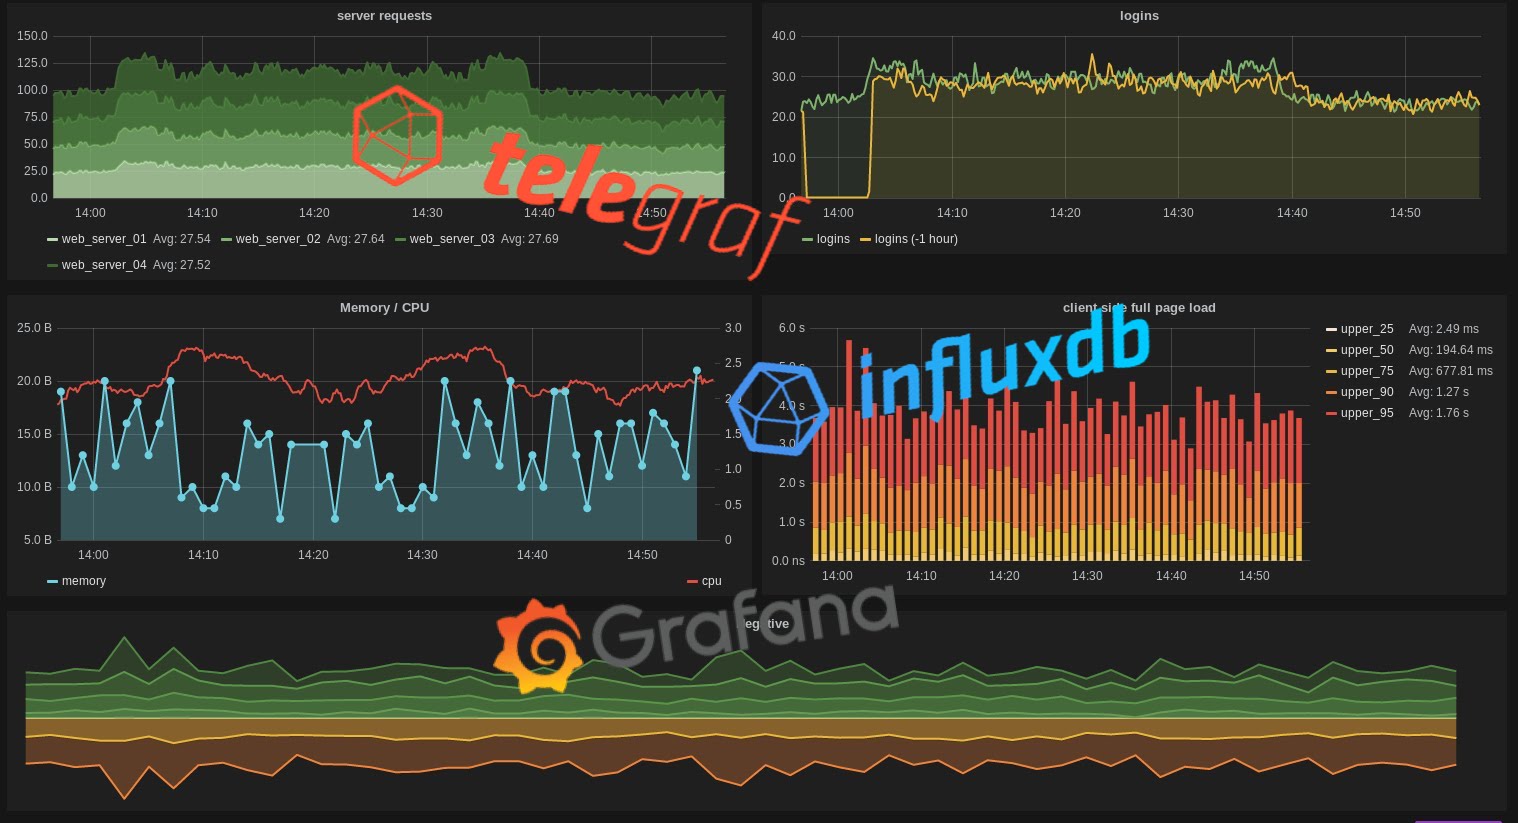 server requests
150.0
125.0
100.0
75.0
50.0
25.0
0.0
14:00 14:10 14:20 14:30 14:40 14:50
web_server_01 Avg: 27.54 web_server_02 Avg: 27.64 web_server_03 Avg: 27.69
web_server_04 Avg: 27.52
telegraf
logins
40.0
30.0
20.0
10.0
0.0
14:00 14:10 14:20 14:30 14:40 14:50
logins logins (-1 hour)
Memory / CPU
25.0 B
20.0 B
15.0 B
10.0 B
5.0 B
3.0
2.5
1.5
1.0
0.5
0
14:00 14:10 14:20 14:30 14:40 14:50
memory cpu
client side full page load
6.0 s
4.0 s
2.0 s
1.0 s
0.0 ns
14:00 14:10 14:20 14:30 14:40 14:50
upper_25 Avg: 2.49 ms
upper_50 Avg: 194.64 ms
upper_75 Avg: 677.81 ms
upper_90 Avg: 1.27 s
upper_95 Avg: 1.76 s
influxdb
Grafana